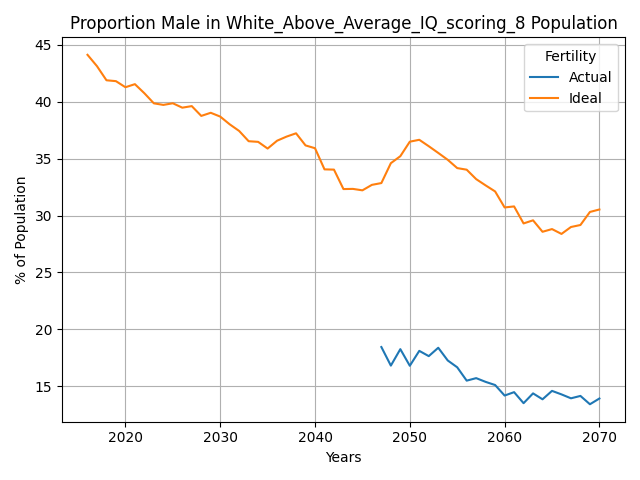 Proportion Male in White_Above_Average_IQ_scoring_8 Population
45
40
35
30
25
20
15
% of Population
Fertility
Actual
Ideal
2020
2030
2040
2050
2060
2070
Years